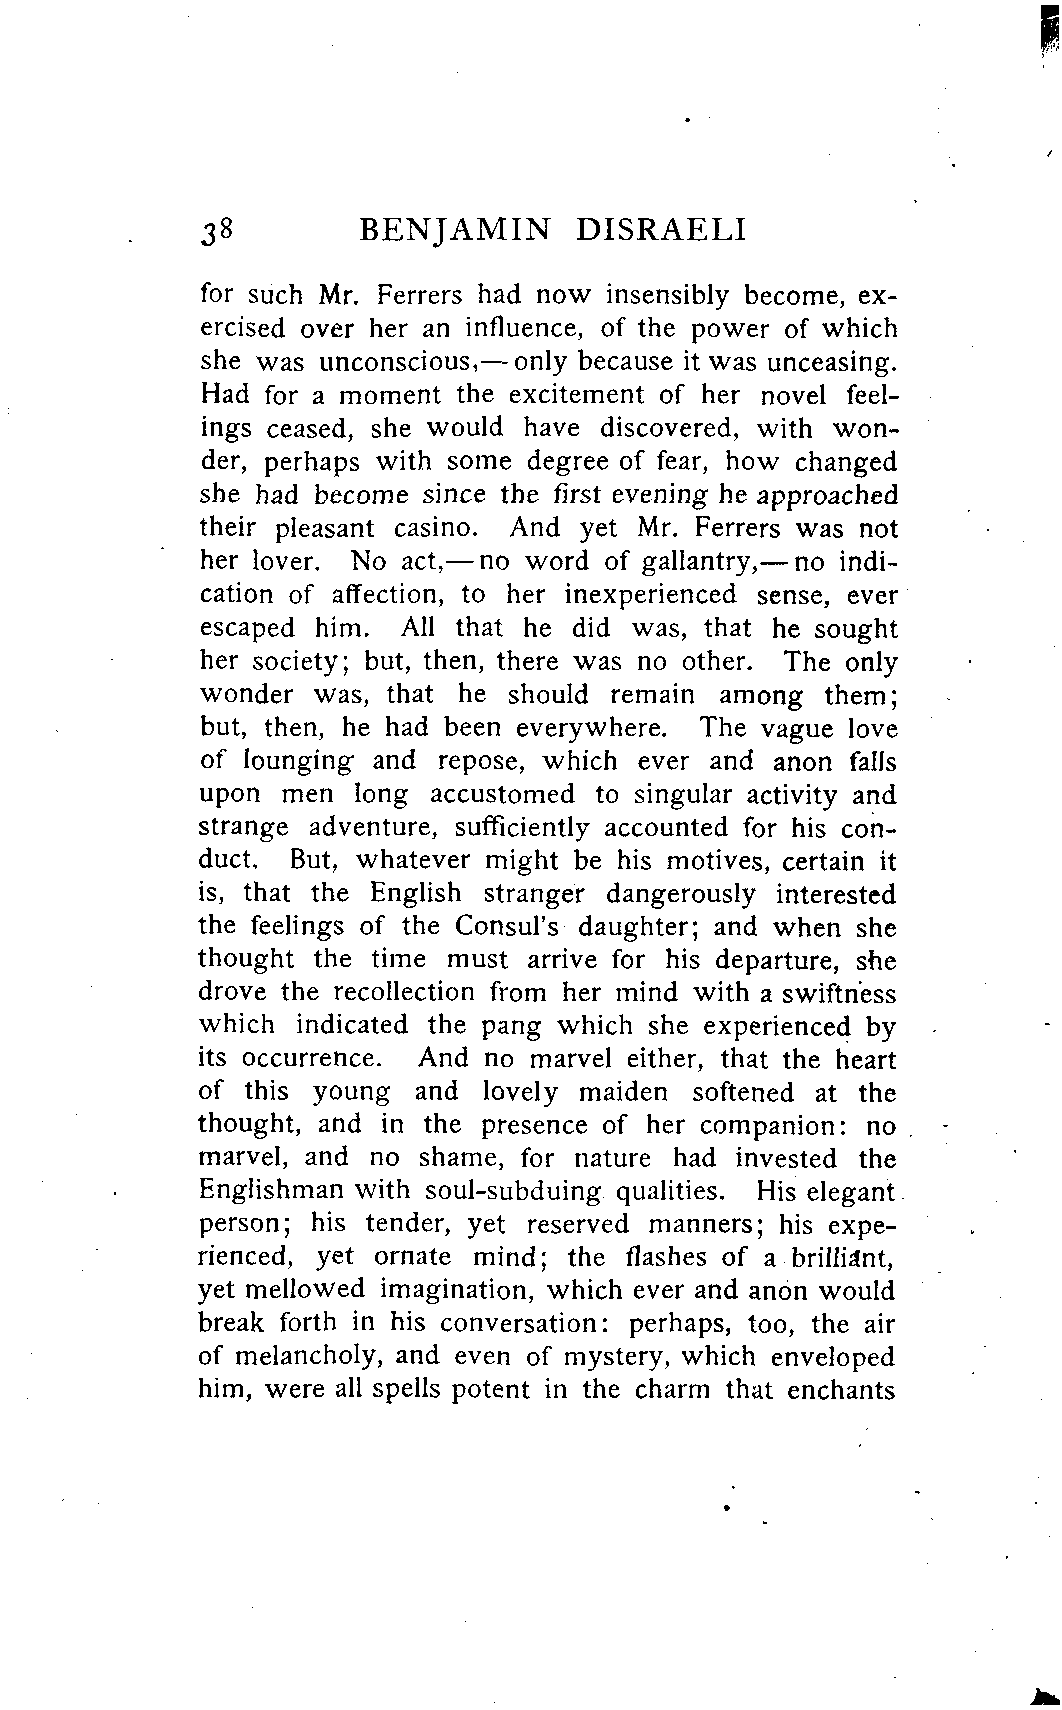 38 BENJAMIN DISRAELI
for such Mr. Ferrers had now insensibly become, ex-
ercised over her an influence, of the power of which
she was unconscious,— only because it was unceasing.
Had for a moment the excitement of her novel feel-
ings ceased, she would have discovered, with won-
der, perhaps with some degree of fear, how changed
she had become since the first evening he approached
their pleasant casino. And yet Mr. Ferrers was not
her lover. No act,— no word of gallantry,— no indi-
cation of affection, to her inexperienced sense, ever
escaped him. All that he did was, that he sought
her society; but, then, there was no other. The only
wonder was, that he should remain among them;
but, then, he had been everywhere. The vague love
of lounging and repose, which ever and anon falls
upon men long accustomed to singular activity and
strange adventure, sufficiently accounted for his con-
duct. But, whatever might be his motives, certain it
is, that the English stranger dangerously interested
the feelings of the Consul's daughter; and when she
thought the time must arrive for his departure, she
drove the recollection from her mind with a swiftness
which indicated the pang which she experienced by
its occurrence. And no marvel either, that the heart
of this young and lovely maiden softened at the
thought, and in the presence of her companion: no
marvel, and no shame, for nature had invested the
Englishman with soul-subduing qualities. His elegant
person; his tender, yet reserved manners; his expe-
rienced, yet ornate mind; the flashes of a brilliant,
yet mellowed imagination, which ever and anon would
break forth in his conversation: perhaps, too, the air
of melancholy, and even of mystery, which enveloped
him, were all spells potent in the charm that enchants